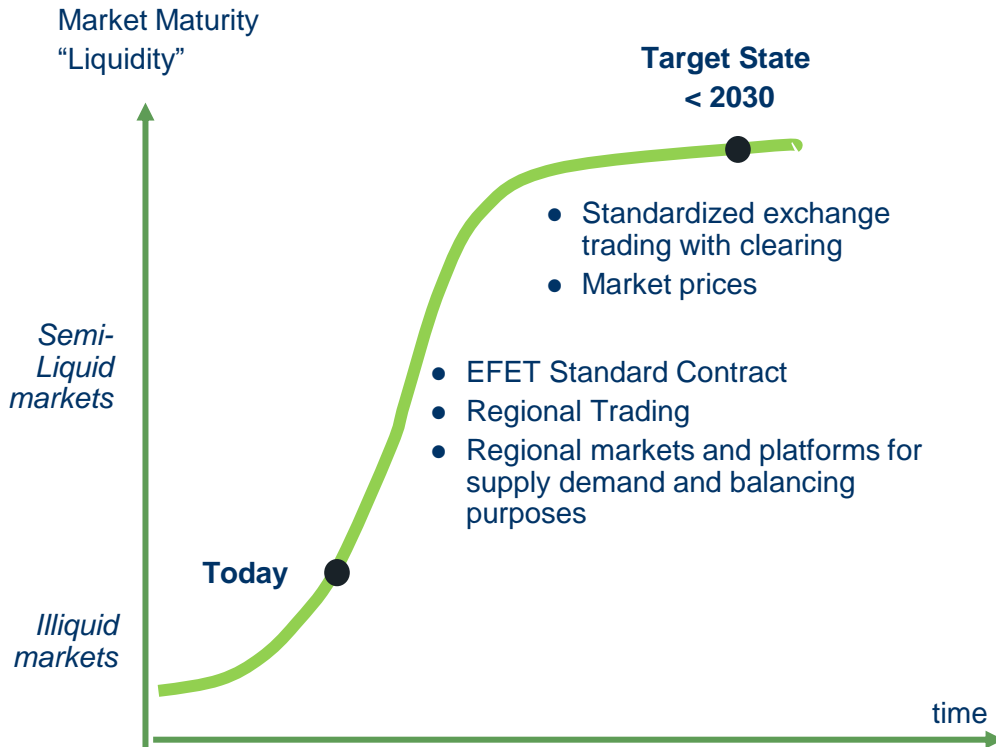 Market Maturity
“Liquidity”
Target State
< 2030
● Standardized exchange
trading with clearing
● Market prices
Semi-
Liquid
markets
● EFET Standard Contract
● Regional Trading
● Regional markets and platforms for
supply demand and balancing
purposes
Today
Illiquid
markets
time